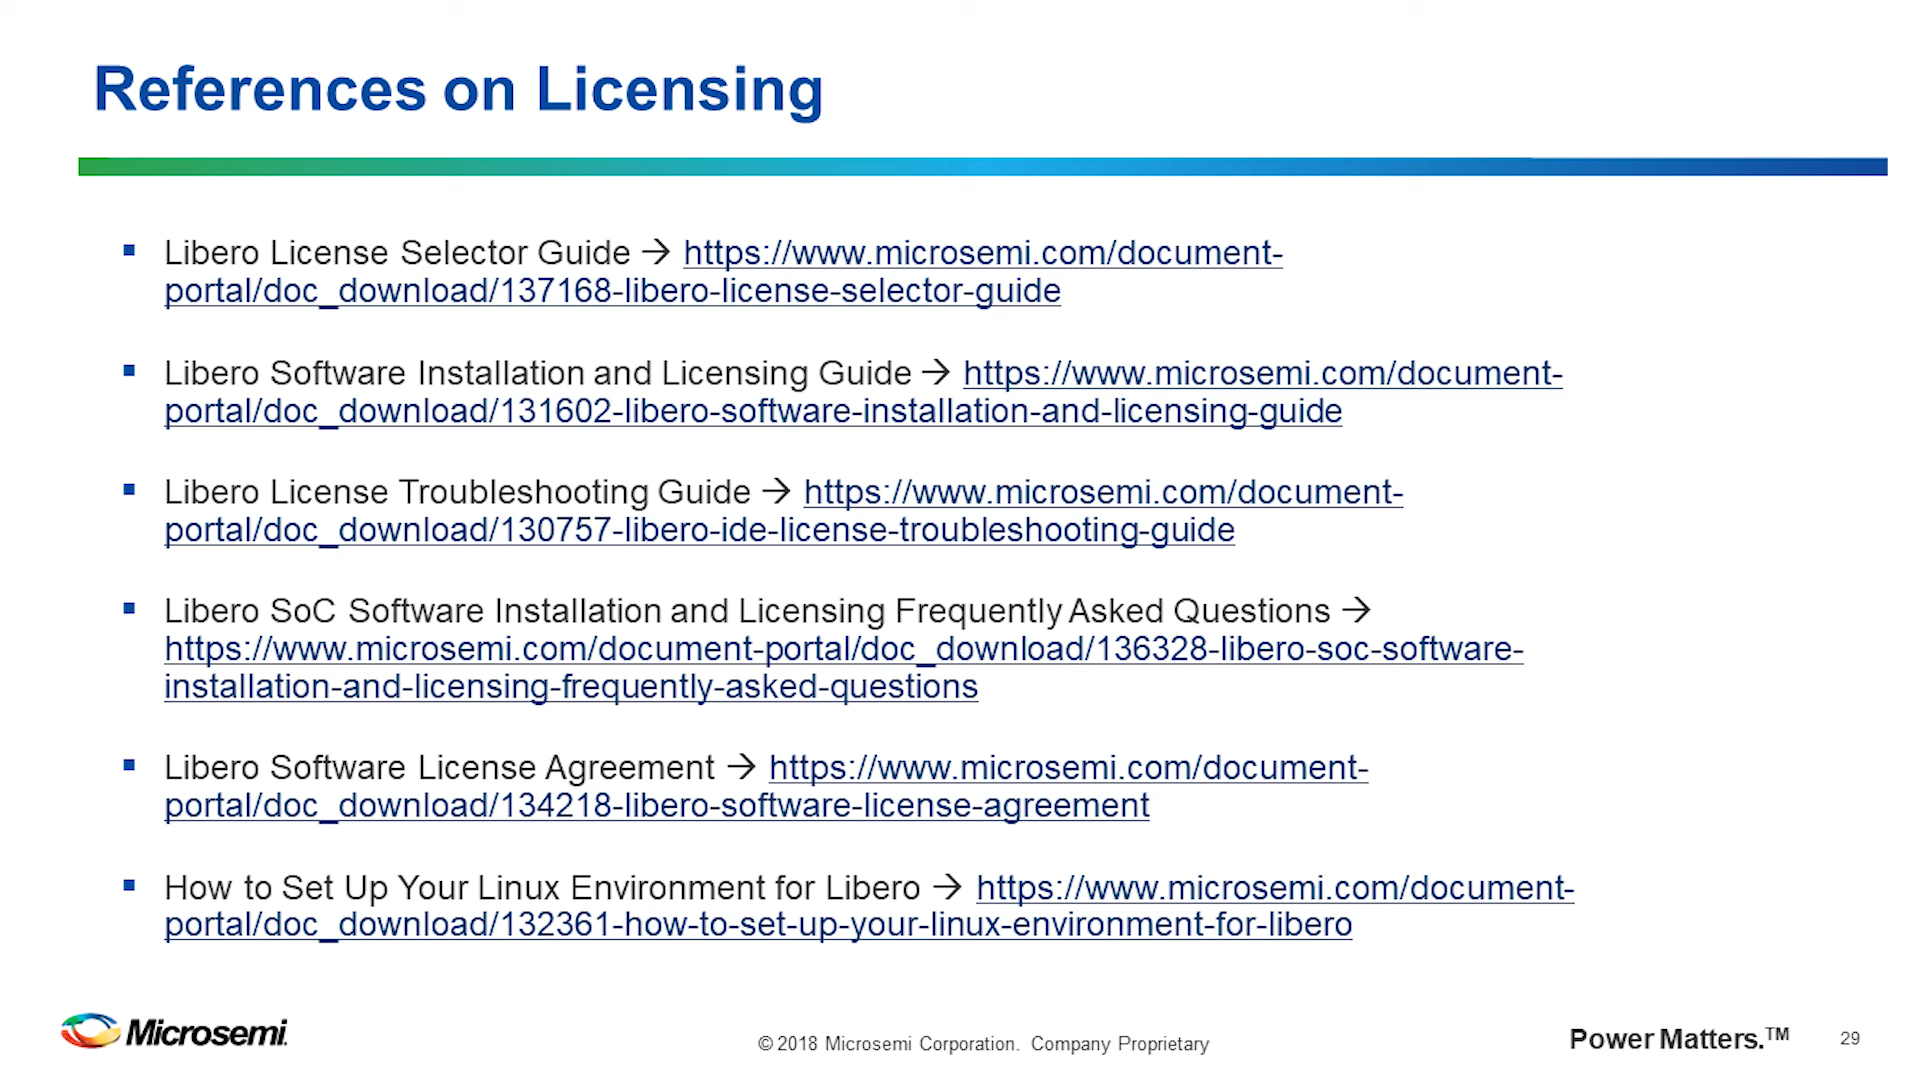 References on Licensing
▪ Libero License Selector Guide → https://www.microsemi.com/document-
portal/doc_download/137168-libero-license-selector-guide
▪ Libero Software Installation and Licensing Guide → https://www.microsemi.com/document-
portal/doc_download/131602-libero-software-installation-and-licensing-guide
▪ Libero License Troubleshooting Guide → https://www.microsemi.com/document-
portal/doc_download/130757-libero-ide-license-troubleshooting-guide
▪ Libero SoC Software Installation and Licensing Frequently Asked Questions →
https://www.microsemi.com/document-portal/doc_download/136328-libero-soc-software-
installation-and-licensing-frequently-asked-questions
▪ Libero Software License Agreement → https://www.microsemi.com/document-
portal/doc_download/134218-libero-software-license-agreement
▪ How to Set Up Your Linux Environment for Libero → https://www.microsemi.com/document-
portal/doc_download/132361-how-to-set-up-your-linux-environment-for-libero
Microsemi.
© 2018 Microsemi Corporation. Company Proprietary
Power Matters.™
29